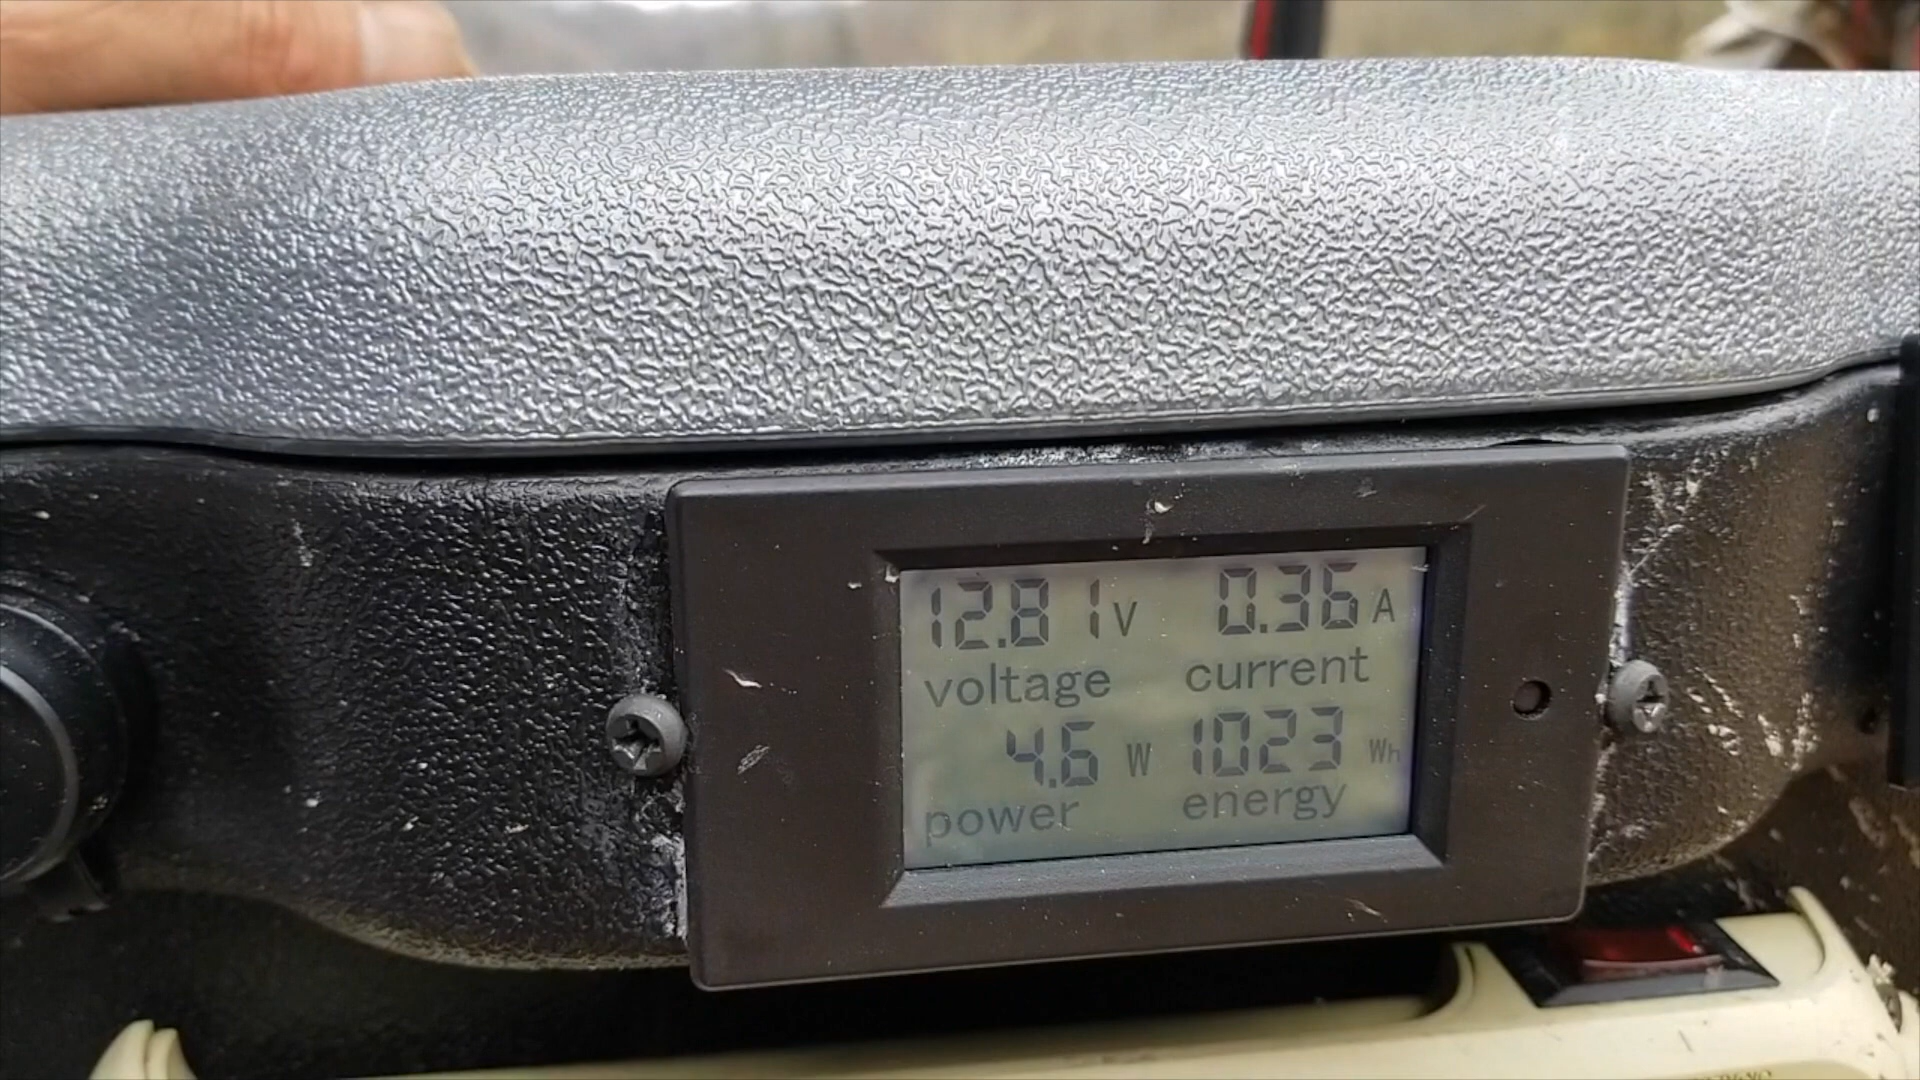 12.81 V 0.36 A
voltage current
4.6 W 1023 Wh
power energy